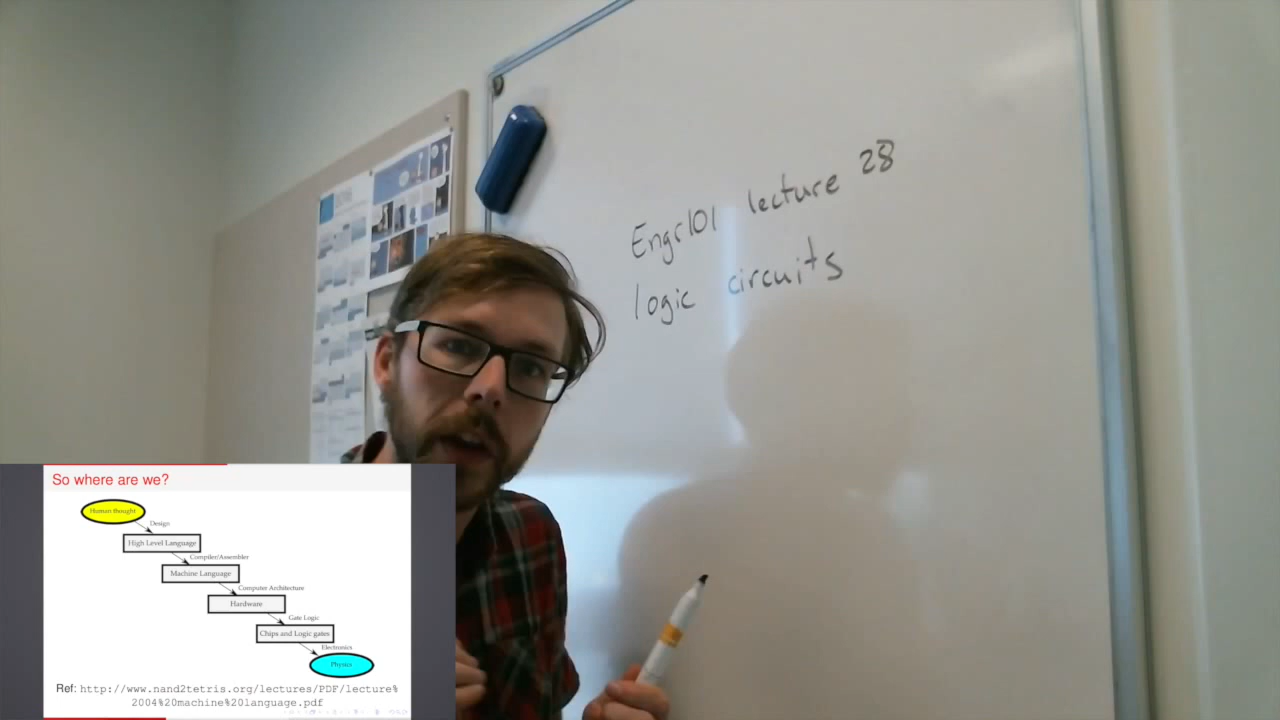 Engr101 lecture 28
logic circuits
So where are we?
Human thought
Design
High Level Language
Compiler/Assembler
Machine Language
Computer Architecture
Hardware
Gate Logic
Chips and Logic gates
Electronics
Physics
Ref: http://www.nand2tetris.org/lectures/PDF/lecture%
2004%20machine%20language.pdf